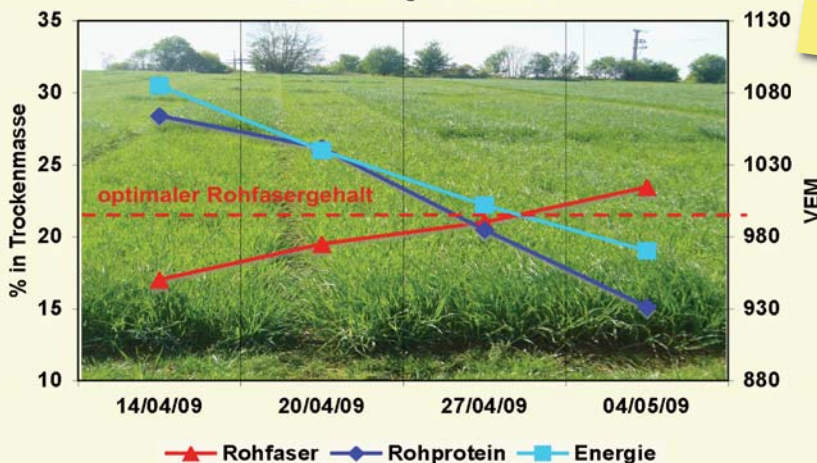 35
30
25
20
15
10
% in Trockenmasse
optimaler Rohfasergehalt
1130
1080
1030
980
930
880
VEM
14/04/09
20/04/09
27/04/09
04/05/09
Rohfaser
Rohprotein
Energie